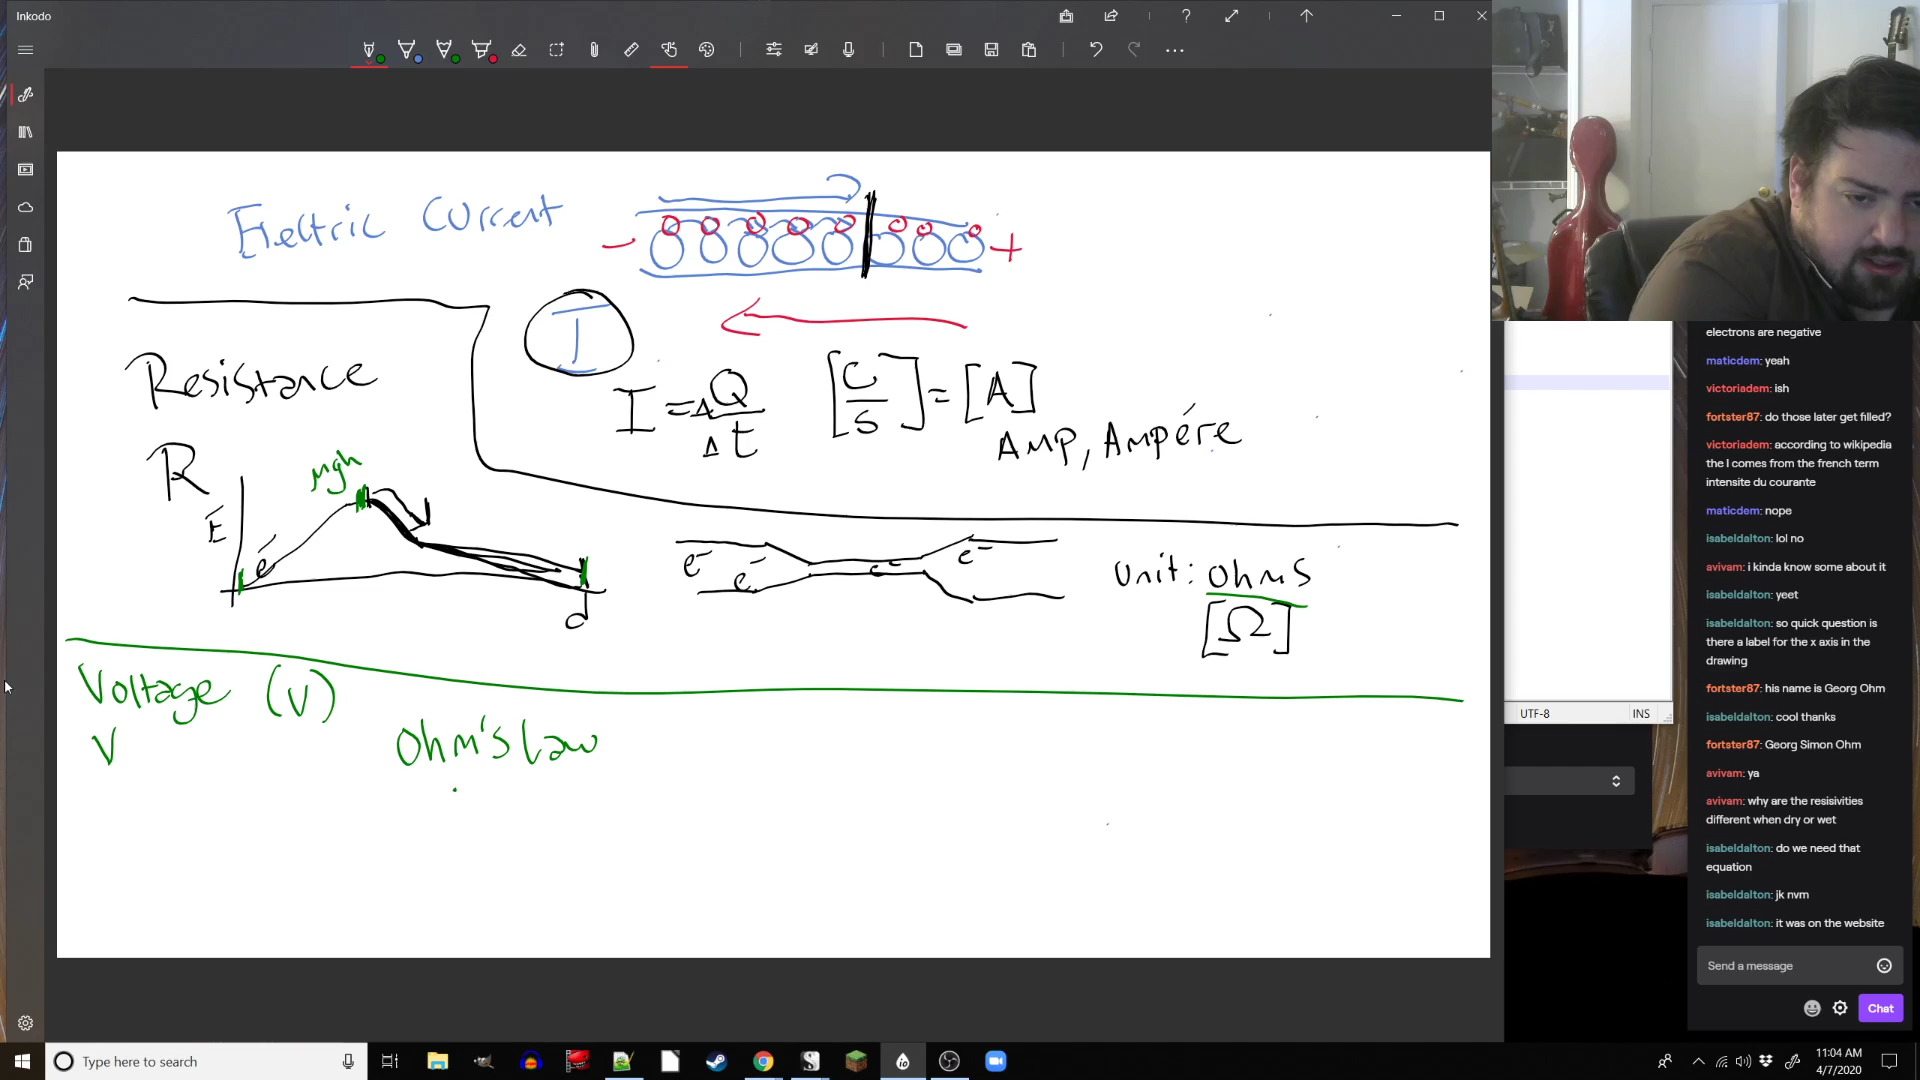 Inkodo
Electric Current
-
+
I
I = ΔQ
Δt
[C
s] = [A]
Amp, Ampére
Resistance
R
E
mgh
e-
d
e-
e-
e-
e-
Unit: Ohms
[Ω]
Voltage (V)
V
Ohm's Law
electrons are negative
maticdem: yeah
victoriadem: ish
fortster87: do those later get filled?
victoriadem: according to wikipedia
the I comes from the french term
intensite du courante
maticdem: nope
isabeldalton: lol no
avivam: i kinda know some about it
isabeldalton: yeet
isabeldalton: so quick question is
there a label for the x axis in the
drawing
fortster87: his name is Georg Ohm
isabeldalton: cool thanks
fortster87: Georg Simon Ohm
avivam: ya
avivam: why are the resisivities
different when dry or wet
isabeldalton: do we need that
equation
isabeldalton: jk nvm
isabeldalton: it was on the website
Send a message
Chat
UTF-8
INS
Type here to search
11:04 AM
4/7/2020